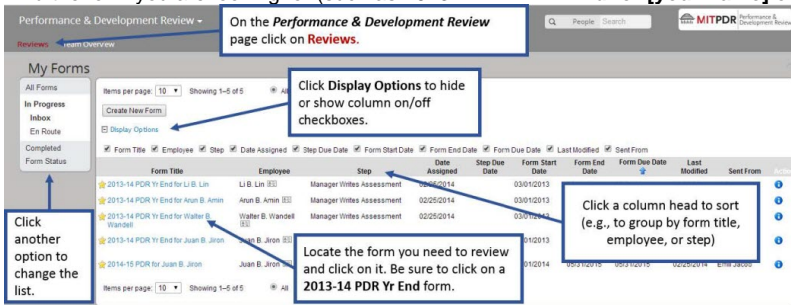 Performance & Development Review
People Search
MITPDR Performance & Development Review
Reviews Team Overview
On the Performance & Development Review
page click on Reviews.
My Forms
All Forms
In Progress
Inbox
En Route
Completed
Form Status
Items per page: 10 Showing 1-5 of 5 All
Create New Form
Display Options
Click Display Options to hide
or show column on/off
checkboxes.
Form Title Employee Step Date Assigned Step Due Date Form Start Date Form End Date Form Due Date Last Modified Sent From
Form Title Employee Step Date Assigned Step Due Date Form Start Date Form End Date Form Due Date Last Modified Sent From
2013-14 PDR Yr End for Li B. Lin Li B. Lin Manager Writes Assessment 02/25/2014 03/01/2013
2013-14 PDR Yr End for Arun B. Amin Arun B. Amin Manager Writes Assessment 02/25/2014 03/01/2013
2013-14 PDR Yr End for Walter B. Wandell Walter B. Wandell Manager Writes Assessment 02/25/2014
2013-14 PDR Yr End for Juan B. Jiron Juan B. Jiron
2014-15 PDR for Juan B. Jiron Juan B. Jiron 05/31/2015 05/31/2015 02/25/2014 Emil Jacob
Items per page: 10 Showing 1-5 of 5 All
Click
another
option to
change the
list.
Locate the form you need to review
and click on it. Be sure to click on a
2013-14 PDR Yr End form.
Click a column head to sort
(e.g., to group by form title,
employee, or step)